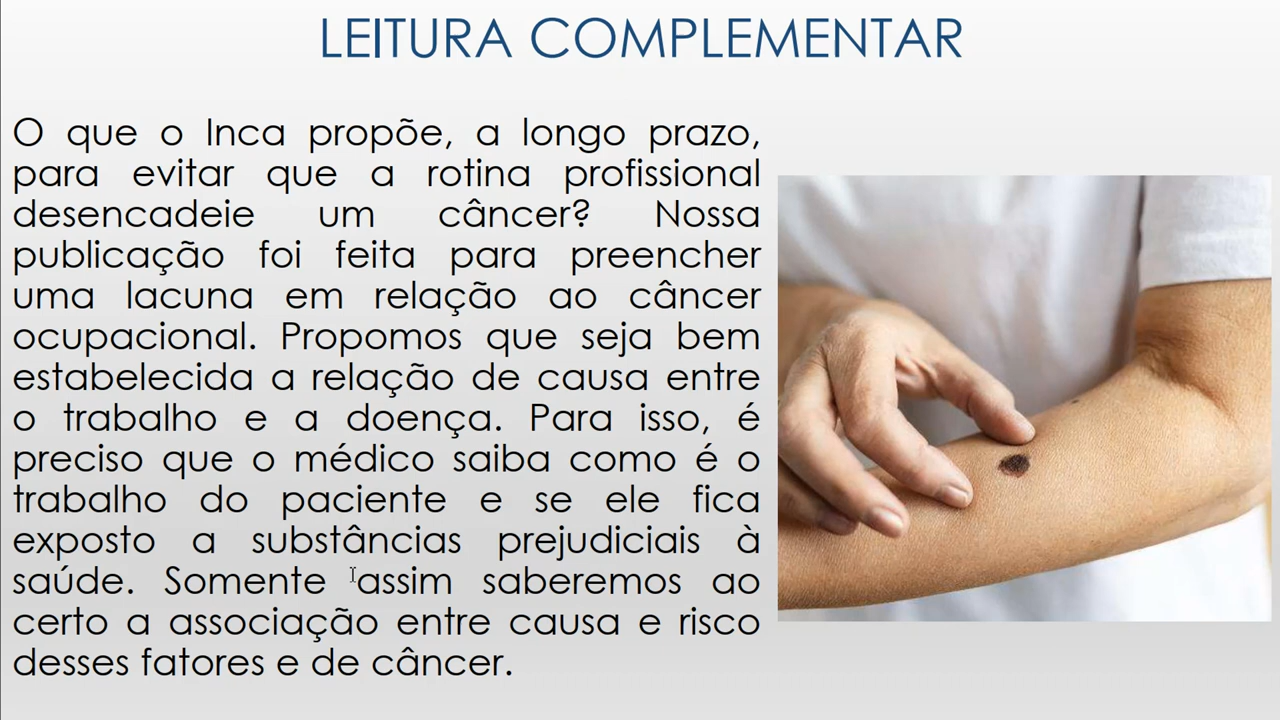 LEITURA COMPLEMENTAR
O que o Inca propõe, a longo prazo,
para evitar que a rotina profissional
desencadeie um câncer? Nossa
publicação foi feita para preencher
uma lacuna em relação ao câncer
ocupacional. Propomos que seja bem
estabelecida a relação de causa entre
o trabalho e a doença. Para isso, é
preciso que o médico saiba como é o
trabalho do paciente e se ele fica
exposto a substâncias prejudiciais à
saúde. Somente assim saberemos ao
certo a associação entre causa e risco
desses fatores e de câncer.